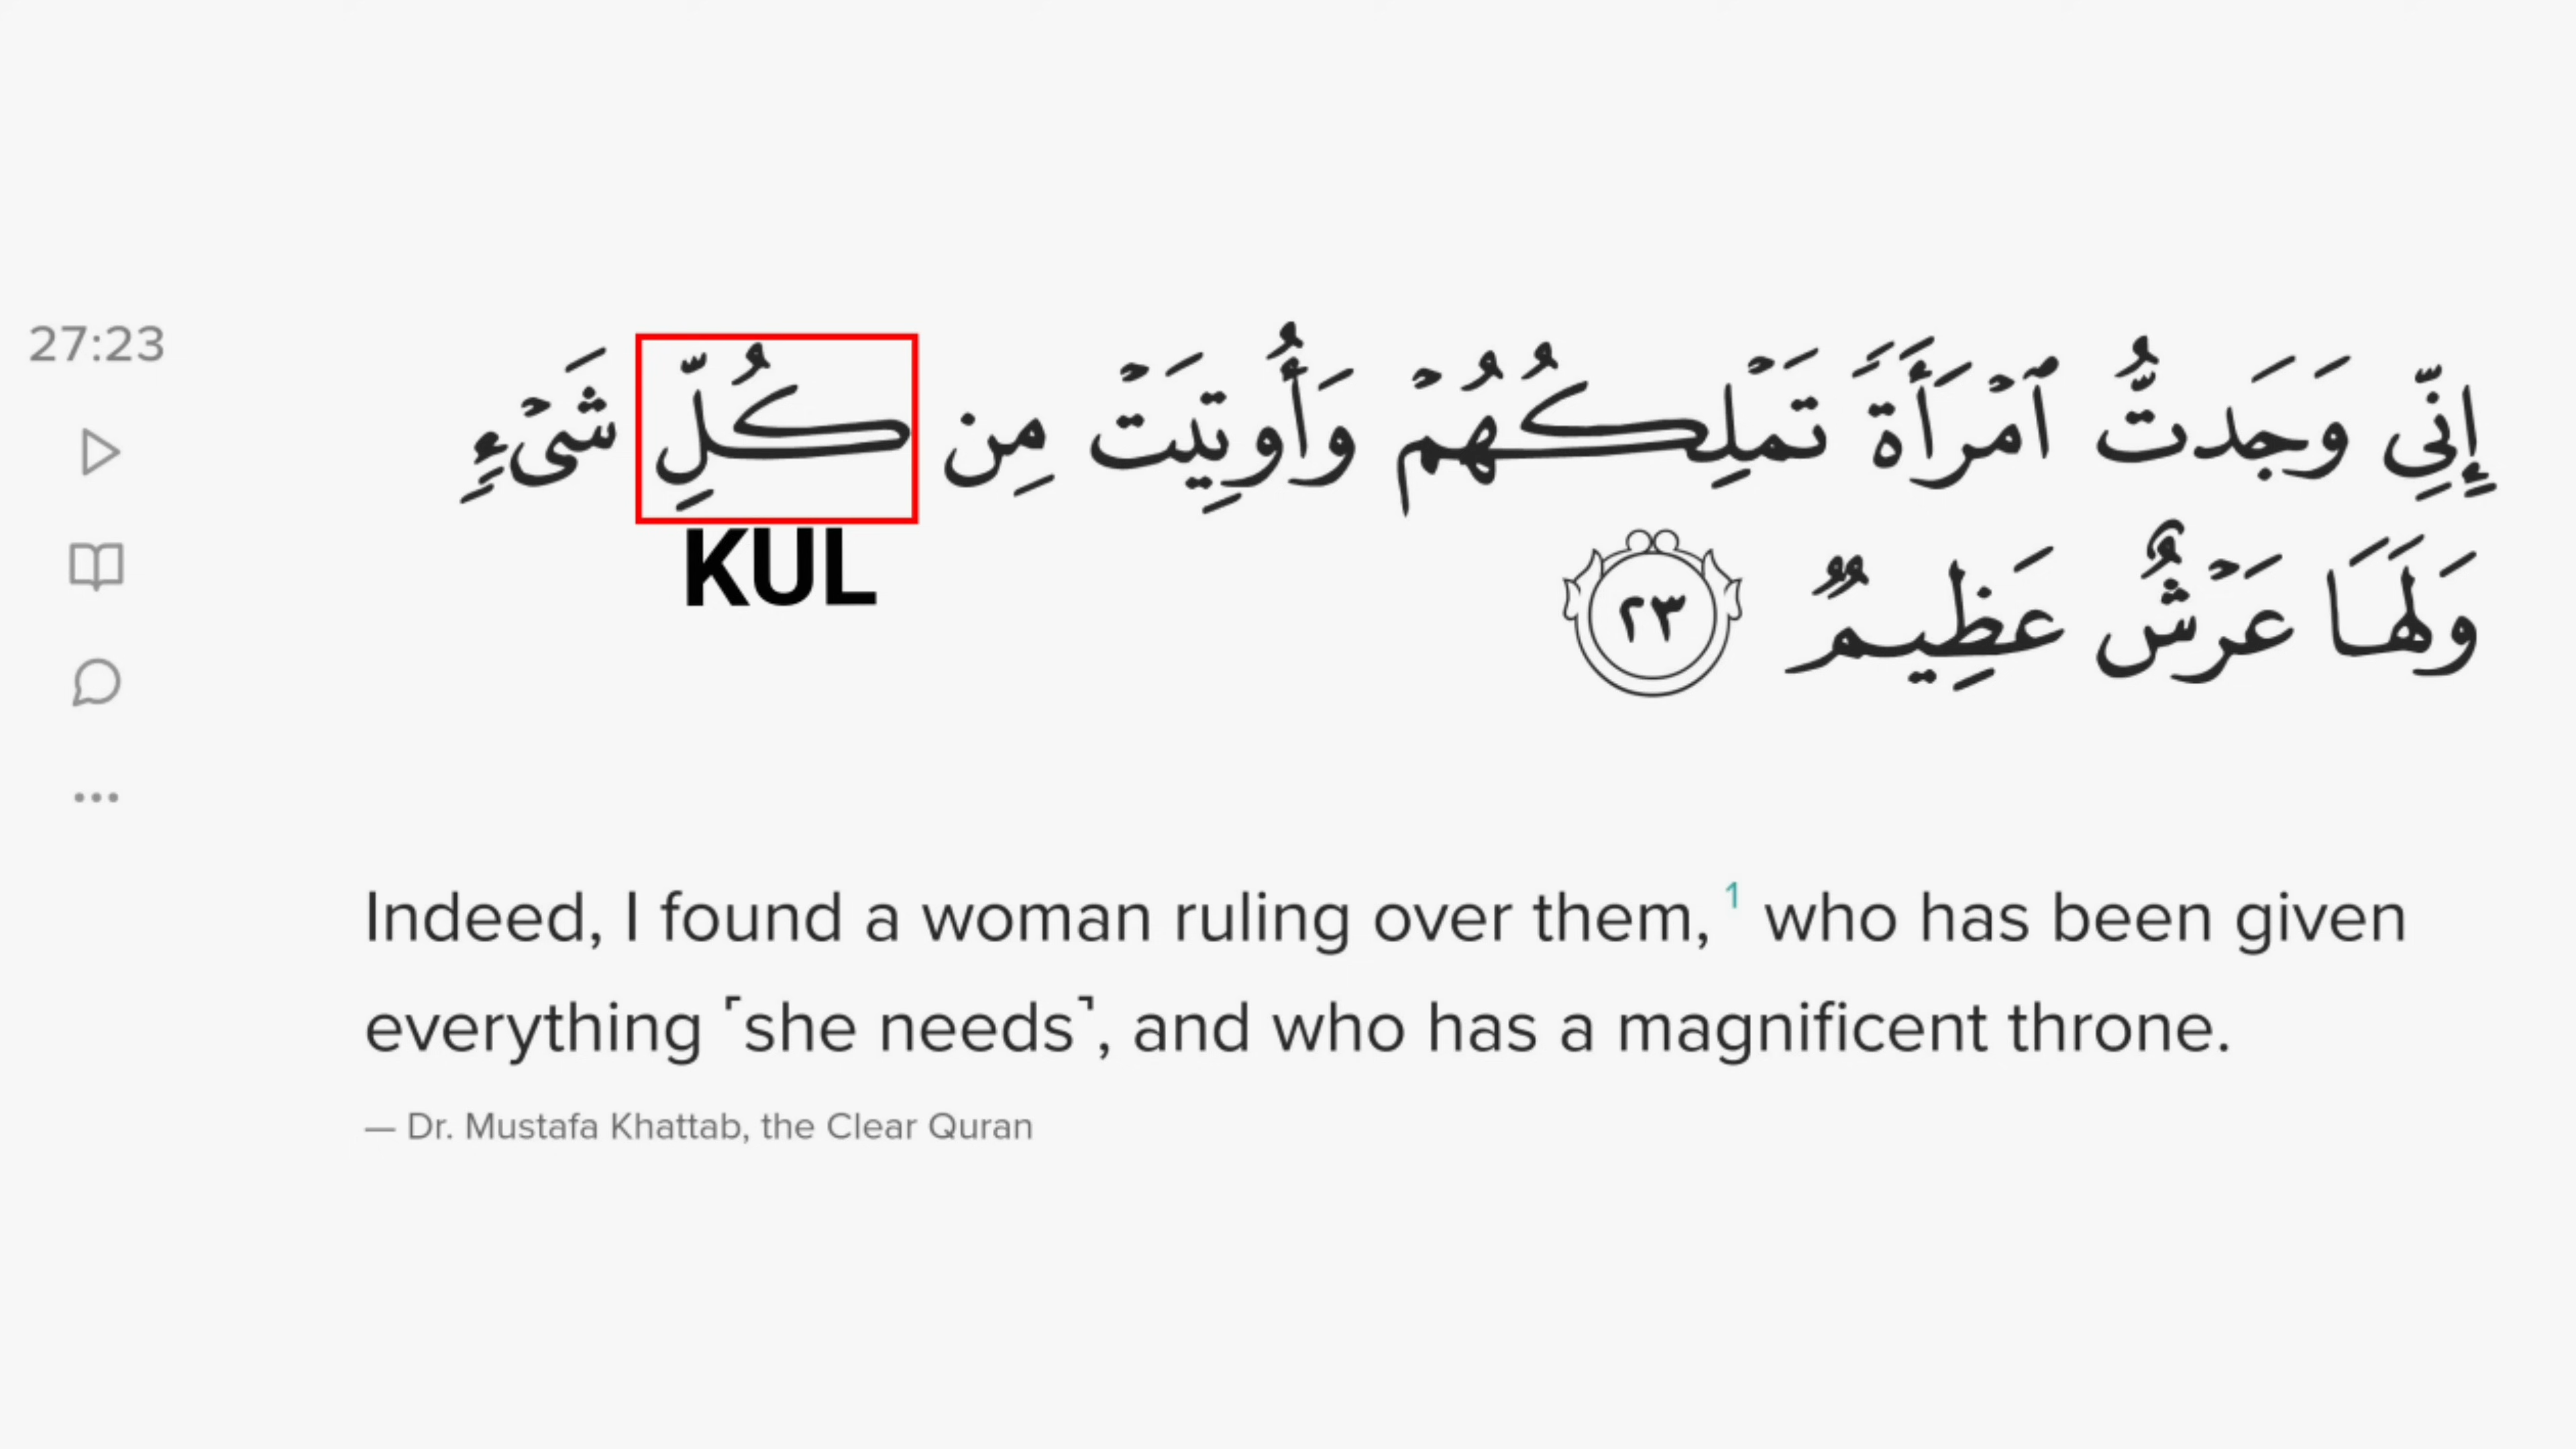 27:23
إِنِّى وَجَدتُّ ٱمۡرَأَةٗ تَمۡلِكُهُمۡ وَأُوتِيَتۡ مِن كُلِّ شَىۡءٖ
KUL
وَلَهَا عَرۡشٌ عَظِيمٞ ٢٣
Indeed, I found a woman ruling over them, 1 who has been given
everything ˹she needs˺, and who has a magnificent throne.
— Dr. Mustafa Khattab, the Clear Quran